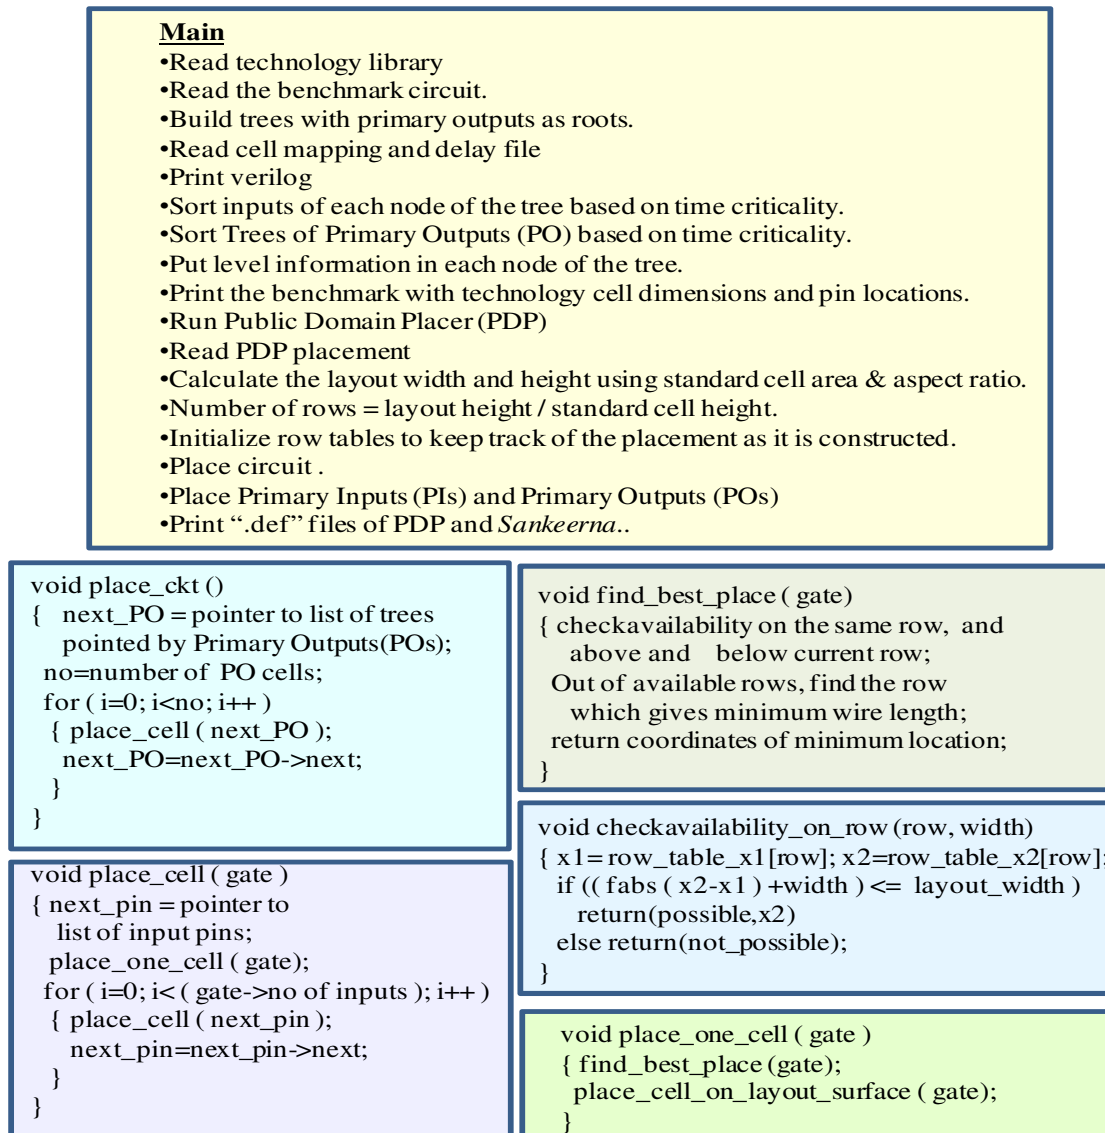 Main
•Read technology library
•Read the benchmark circuit.
•Build trees with primary outputs as roots.
•Read cell mapping and delay file
•Print verilog
•Sort inputs of each node of the tree based on time criticality.
•Sort Trees of Primary Outputs (PO) based on time criticality.
•Put level information in each node of the tree.
•Print the benchmark with technology cell dimensions and pin locations.
•Run Public Domain Placer (PDP)
•Read PDP placement
•Calculate the layout width and height using standard cell area & aspect ratio.
•Number of rows = layout height / standard cell height.
•Initialize row tables to keep track of the placement as it is constructed.
•Place circuit .
•Place Primary Inputs (PIs) and Primary Outputs (POs)
•Print “.def” files of PDP and Sankeerna..
void place_ckt ()
{ next_PO = pointer to list of trees
pointed by Primary Outputs(POs);
no=number of PO cells;
for ( i=0; i<no; i++ )
{ place_cell ( next_PO );
next_PO=next_PO->next;
}
}
void place_cell ( gate )
{ next_pin = pointer to
list of input pins;
place_one_cell ( gate);
for ( i=0; i< ( gate->no of inputs ); i++ )
{ place_cell ( next_pin );
next_pin=next_pin->next;
}
}
void find_best_place ( gate)
{ checkavailability on the same row, and
above and below current row;
Out of available rows, find the row
which gives minimum wire length;
return coordinates of minimum location;
}
void checkavailability_on_row (row, width)
{ x1= row_table_x1[row]; x2=row_table_x2[row];
if (( fabs ( x2-x1 ) +width ) <= layout_width )
return(possible,x2)
else return(not_possible);
}
void place_one_cell ( gate )
{ find_best_place (gate);
place_cell_on_layout_surface ( gate);
}